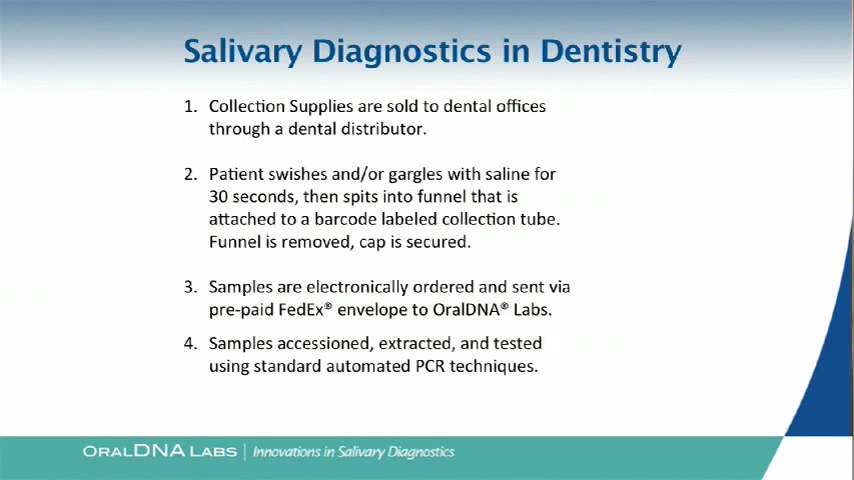 Salivary Diagnostics in Dentistry
1. Collection Supplies are sold to dental offices
through a dental distributor.
2. Patient swishes and/or gargles with saline for
30 seconds, then spits into funnel that is
attached to a barcode labeled collection tube.
Funnel is removed, cap is secured.
3. Samples are electronically ordered and sent via
pre-paid FedEx® envelope to OralDNA® Labs.
4. Samples accessioned, extracted, and tested
using standard automated PCR techniques.
ORALDNA LABS | Innovations in Salivary Diagnostics